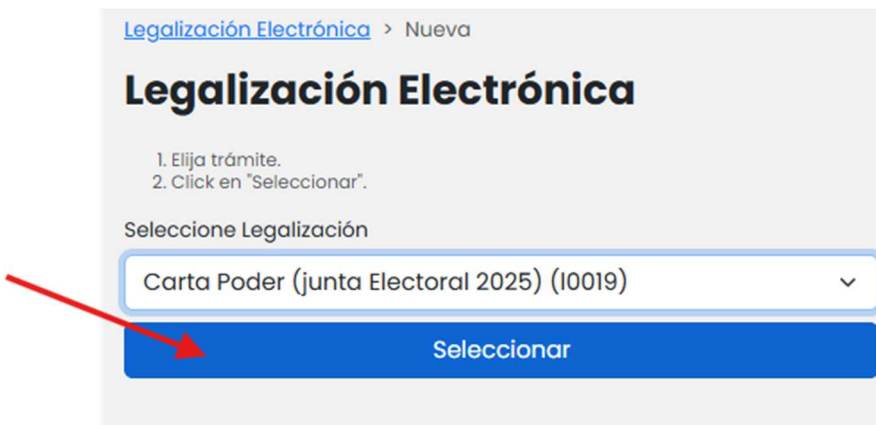 Legalización Electrónica > Nueva
Legalización Electrónica
1. Elija trámite.
2. Click en "Seleccionar".
Seleccione Legalización
Carta Poder (junta Electoral 2025) (l0019)
Seleccionar